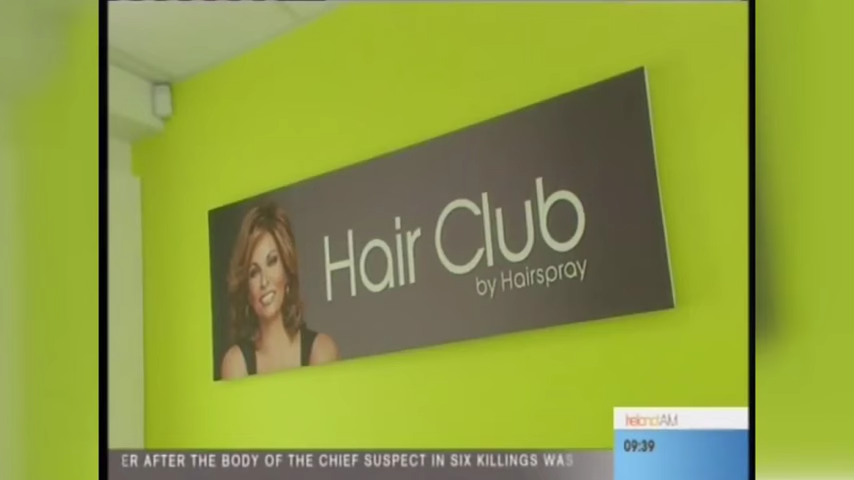 Hair Club
by Hairspray
IrelandAM
09:39
ER AFTER THE BODY OF THE CHIEF SUSPECT IN SIX KILLINGS WAS